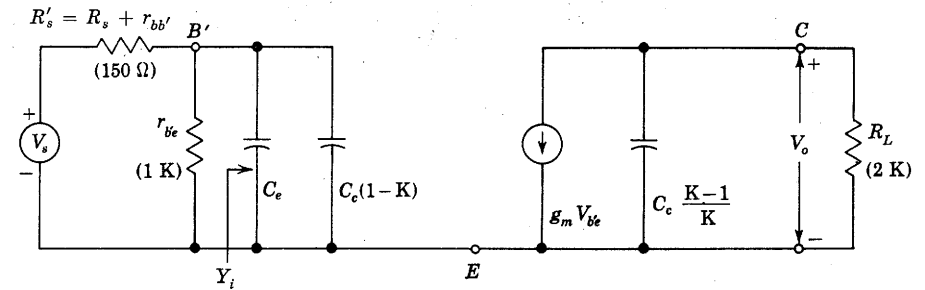 R's = Rs + rbb'
(150 Ω)
B'
+
Vs
−
rb'e
(1 K)
Ce
Cc(1−K)
Yi
E
gm Vb'e
Cc K−1
K
C
+
Vo
−
RL
(2 K)